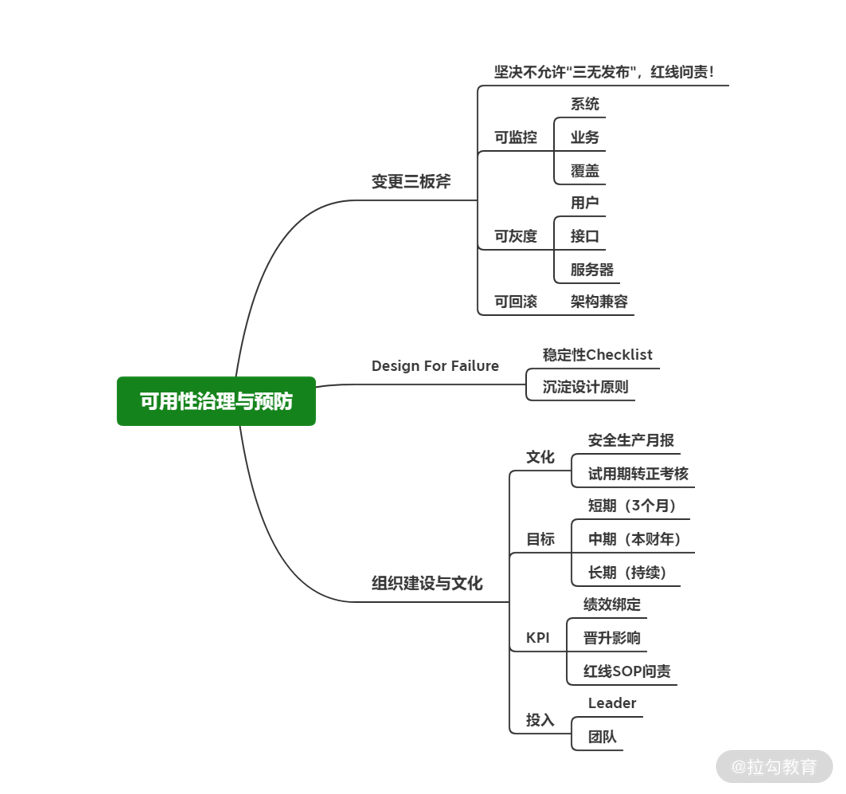 可用性治理与预防
变更三板斧
坚决不允许"三无发布"，红线问责！
可监控
系统
业务
覆盖
可灰度
用户
接口
服务器
可回滚
架构兼容
Design For Failure
稳定性Checklist
沉淀设计原则
组织建设与文化
文化
安全生产月报
试用期转正考核
目标
短期（3个月）
中期（本财年）
长期（持续）
KPI
绩效绑定
晋升影响
红线SOP问责
投入
Leader
团队
@拉勾教育